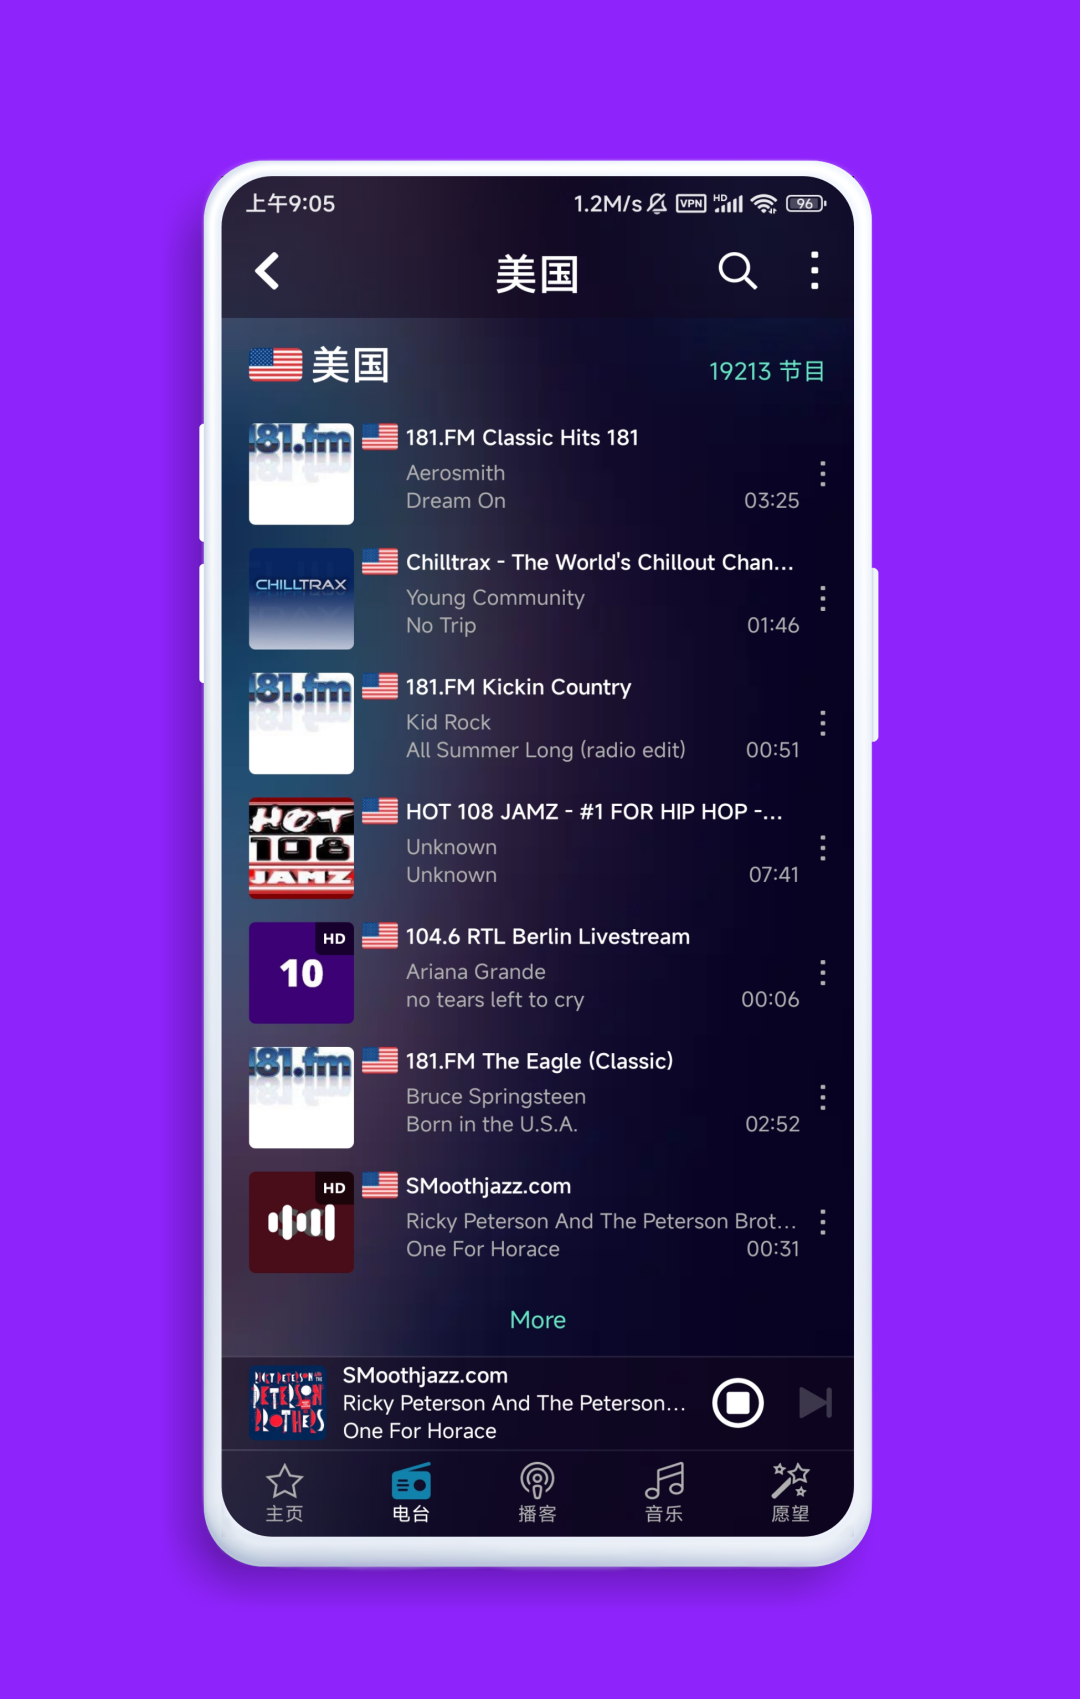 上午9:05 1.2M/s VPN HD 96
美国
美国 19213 节目
181.fm
181.FM Classic Hits 181
Aerosmith
Dream On 03:25
CHILLTRAX
Chilltrax - The World's Chillout Chan...
Young Community
No Trip 01:46
181.fm
181.FM Kickin Country
Kid Rock
All Summer Long (radio edit) 00:51
HOT
108
JAMZ
HOT 108 JAMZ - #1 FOR HIP HOP -...
Unknown
Unknown 07:41
HD
10
104.6 RTL Berlin Livestream
Ariana Grande
no tears left to cry 00:06
181.fm
181.FM The Eagle (Classic)
Bruce Springsteen
Born in the U.S.A. 02:52
HD
SMoothjazz.com
Ricky Peterson And The Peterson Brot...
One For Horace 00:31
More
PETERSON
BROTHERS
SMoothjazz.com
Ricky Peterson And The Peterson...
One For Horace
主页 电台 播客 音乐 愿望